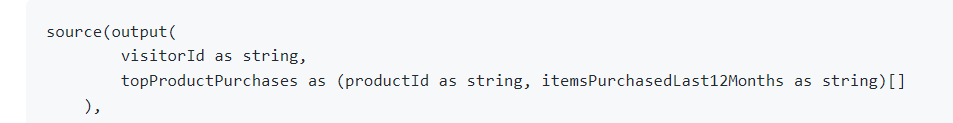 source(output(
        visitorId as string,
        topProductPurchases as (productId as string, itemsPurchasedLast12Months as string)[]
    ),